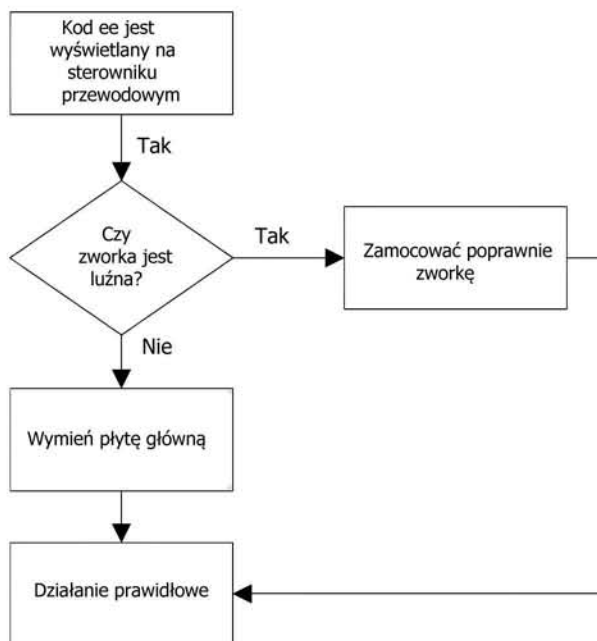 Kod ee jest
wyświetlany na
sterowniku
przewodowym
Tak
Czy
zworka jest
luźna?
Tak
Zamocować poprawnie
zworkę
Nie
Wymień płytę główną
Działanie prawidłowe